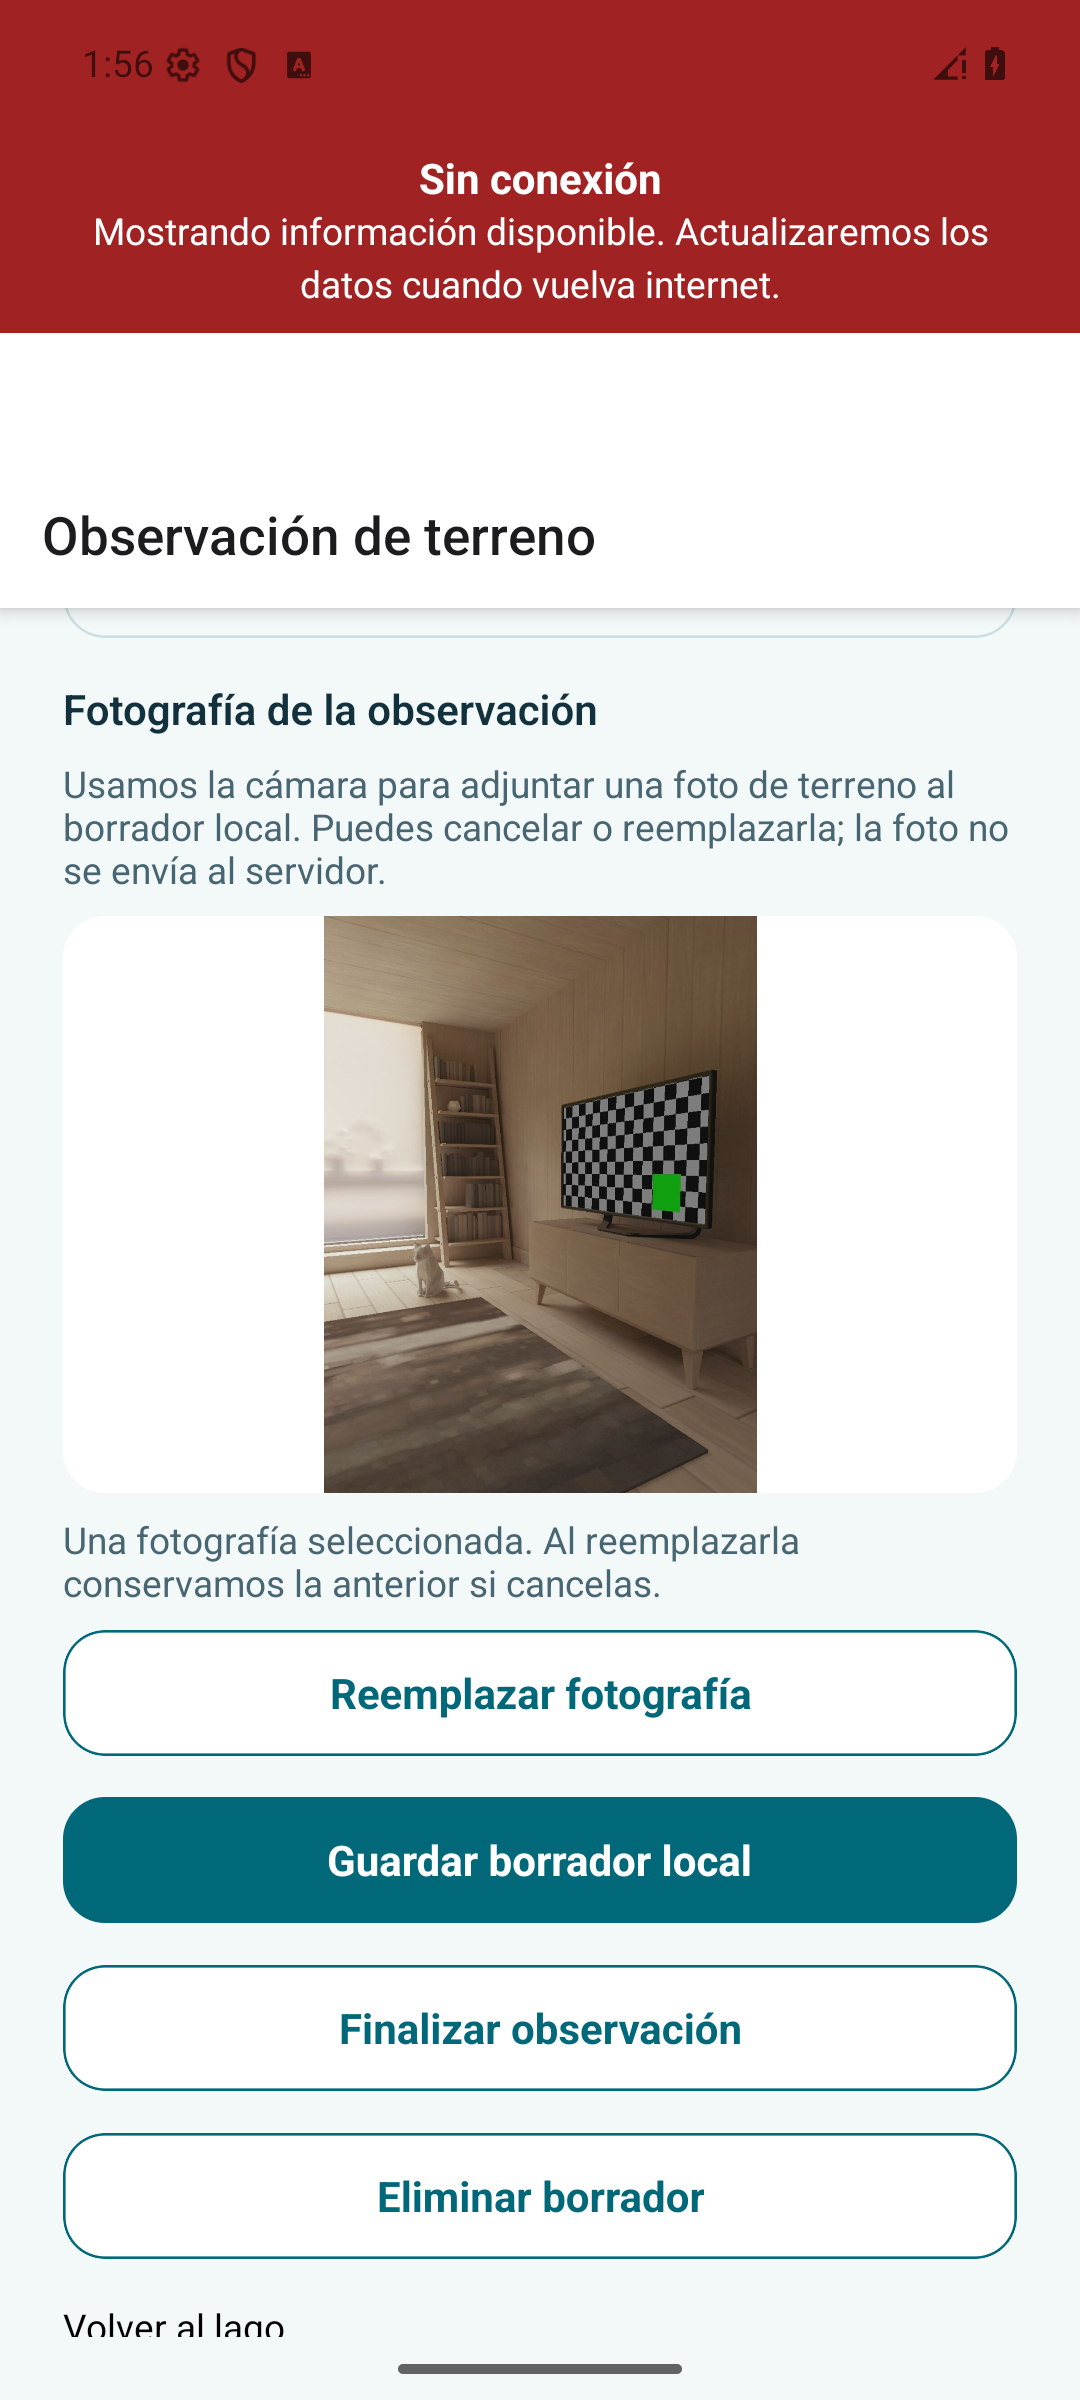 1:56
Sin conexión
Mostrando información disponible. Actualizaremos los
datos cuando vuelva internet.
Observación de terreno
Fotografía de la observación
Usamos la cámara para adjuntar una foto de terreno al
borrador local. Puedes cancelar o reemplazarla; la foto no
se envía al servidor.
Una fotografía seleccionada. Al reemplazarla
conservamos la anterior si cancelas.
Reemplazar fotografía
Guardar borrador local
Finalizar observación
Eliminar borrador
Volver al lago